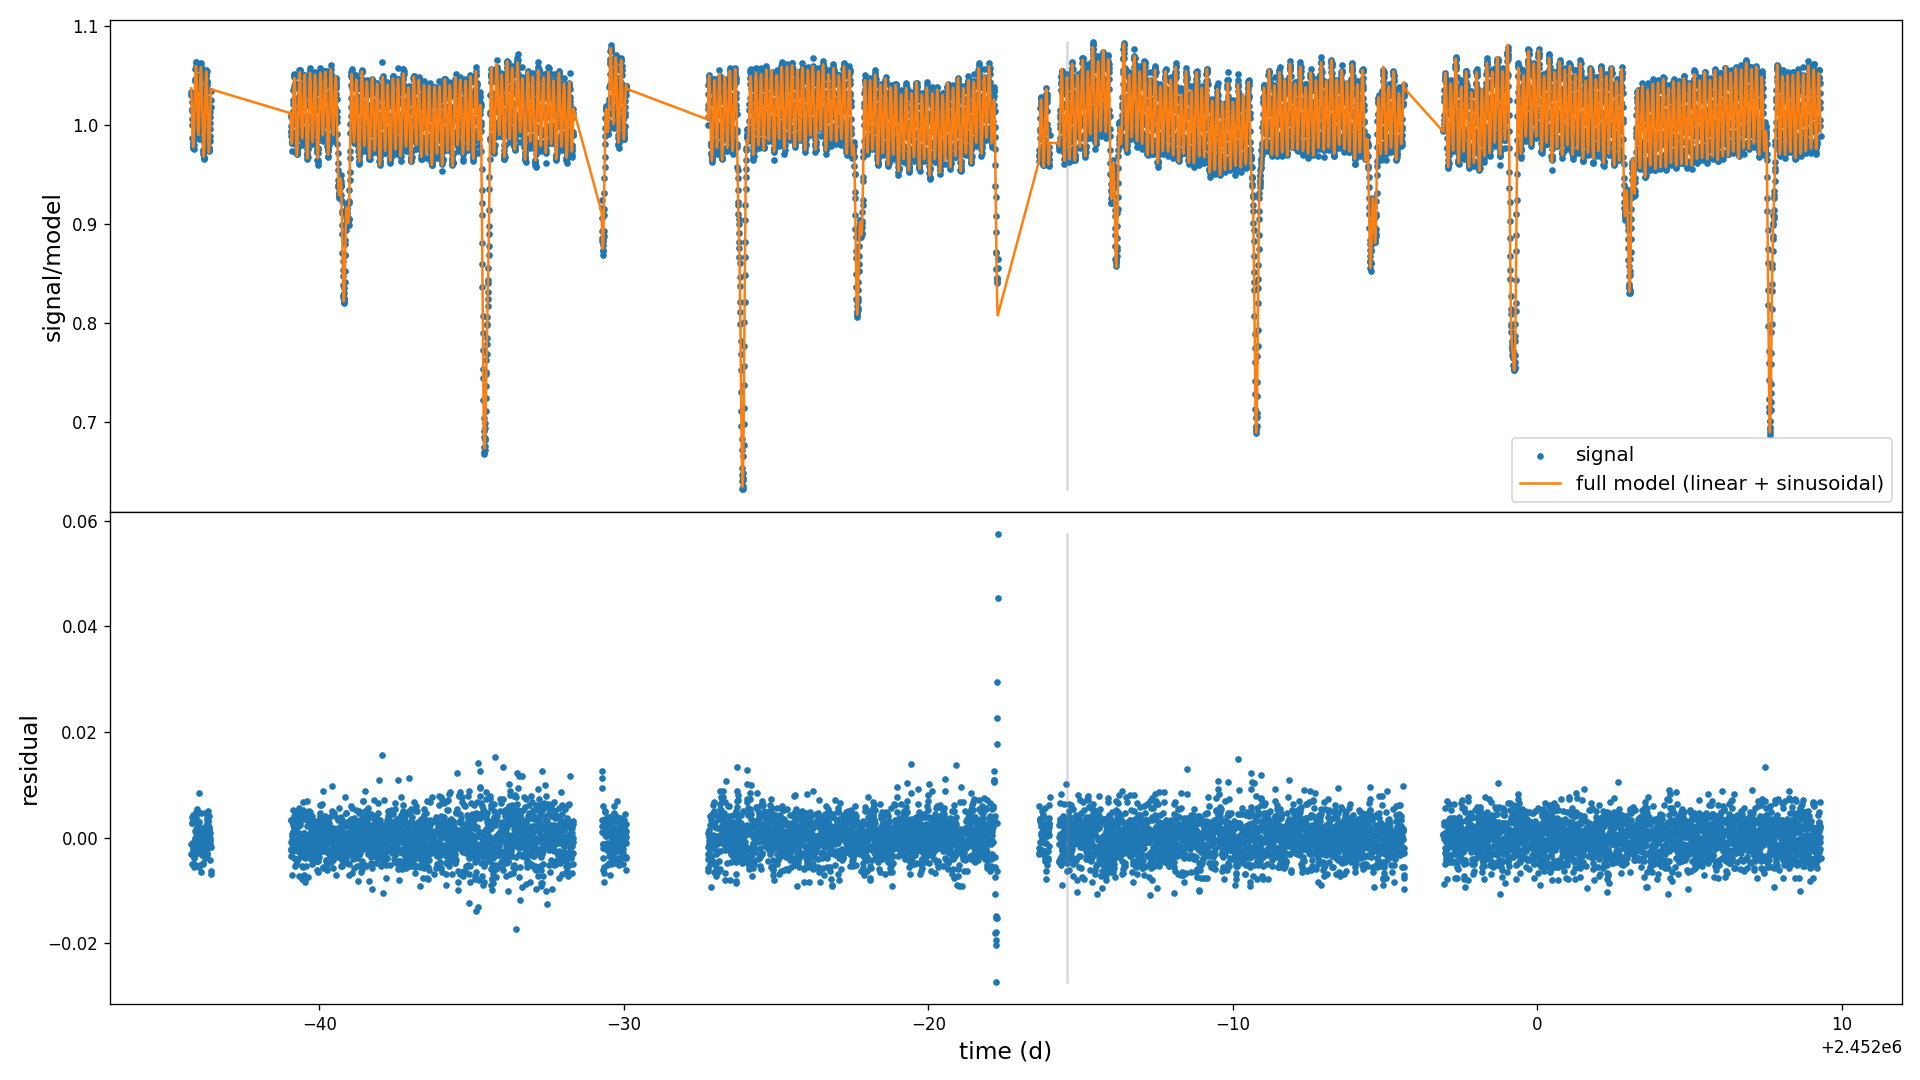 1.1
1.0
0.9
0.8
0.7
signal/model
signal
full model (linear + sinusoidal)
0.06
0.04
0.02
0.00
−0.02
residual
−40
−30
−20
−10
0
10
time (d)
+2.452e6